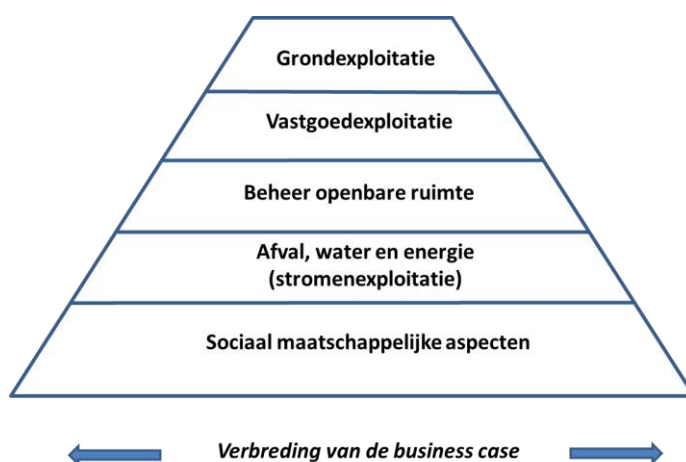 Grondexploitatie
Vastgoedexploitatie
Beheer openbare ruimte
Afval, water en energie
(stromenexploitatie)
Sociaal maatschappelijke aspecten
Verbreding van de business case